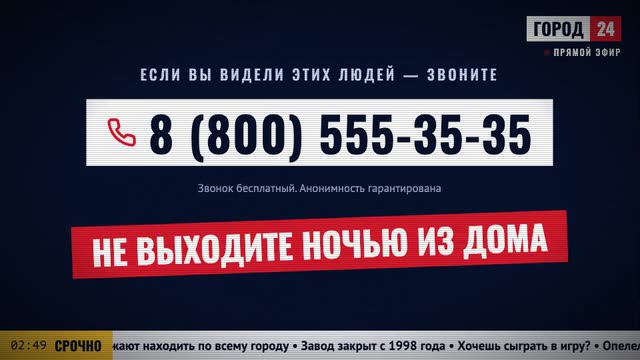 ГОРОД 24
ПРЯМОЙ ЭФИР
ЕСЛИ ВЫ ВИДЕЛИ ЭТИХ ЛЮДЕЙ — ЗВОНИТЕ
8 (800) 555-35-35
Звонок бесплатный. Анонимность гарантирована
НЕ ВЫХОДИТЕ НОЧЬЮ ИЗ ДОМА
02:49 СРОЧНО жают находить по всему городу • Завод закрыт с 1998 года • Хочешь сыграть в игру? • Опеле